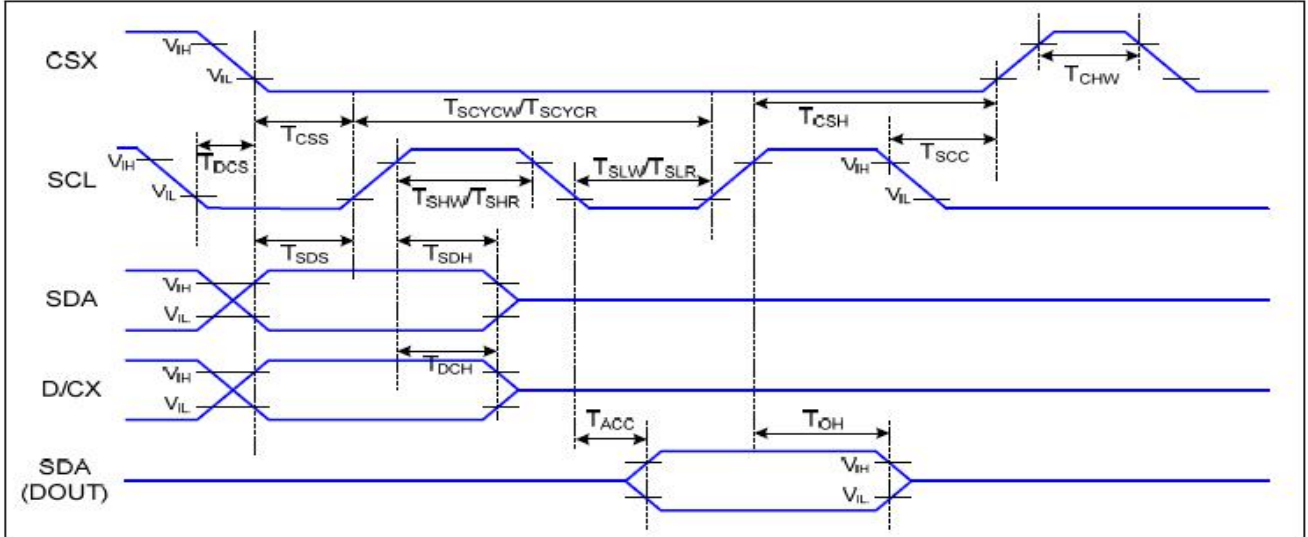 CSX
VIH
VIL
TCHW
TCSS
TSCYCW/TSCYCR
TCSH
TDCS
TSCC
SCL
VIH
VIL
TSHW/TSHR
TSLW/TSLR
VIH
VIL
TSDS
TSDH
SDA
VIH
VIL
D/CX
VIH
VIL
TDCH
TACC
TOH
SDA
(DOUT)
VIH
VIL